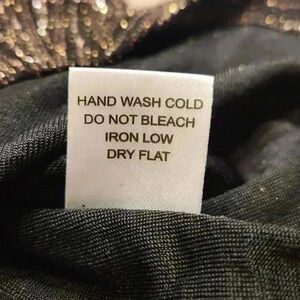 HAND WASH COLD
DO NOT BLEACH
IRON LOW
DRY FLAT